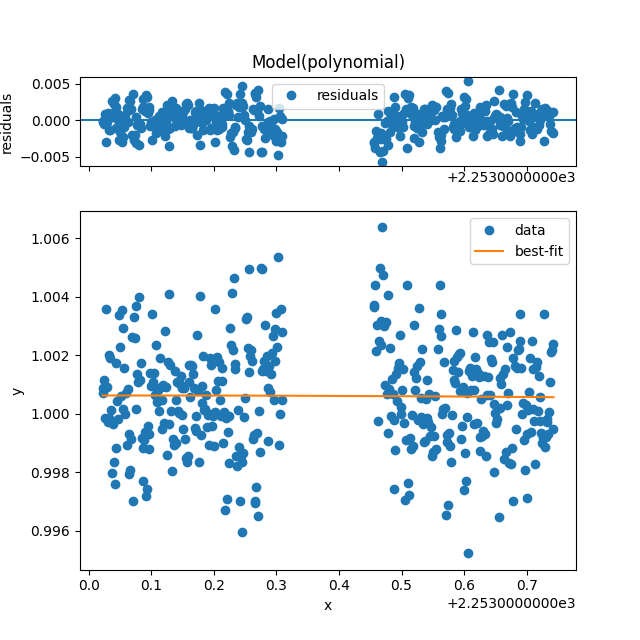 Model(polynomial)
residuals
0.005
0.000
−0.005
residuals
+2.2530000000e3
data
best-fit
y
1.006
1.004
1.002
1.000
0.998
0.996
0.0 0.1 0.2 0.3 0.4 0.5 0.6 0.7
x
+2.2530000000e3